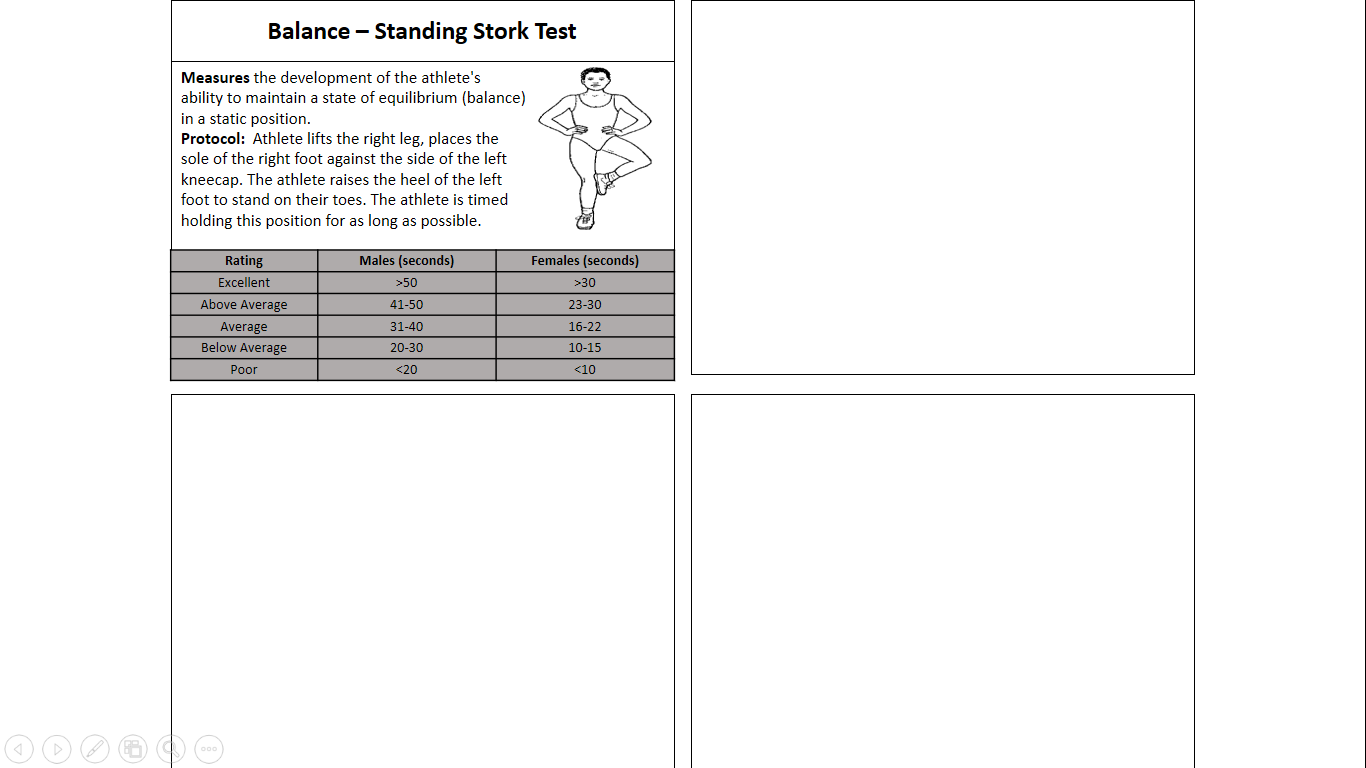 Balance – Standing Stork Test
Measures the development of the athlete's
ability to maintain a state of equilibrium (balance)
in a static position.
Protocol:  Athlete lifts the right leg, places the
sole of the right foot against the side of the left
kneecap. The athlete raises the heel of the left
foot to stand on their toes. The athlete is timed
holding this position for as long as possible.
Rating Males (seconds) Females (seconds)
Excellent >50 >30
Above Average 41-50 23-30
Average 31-40 16-22
Below Average 20-30 10-15
Poor <20 <10